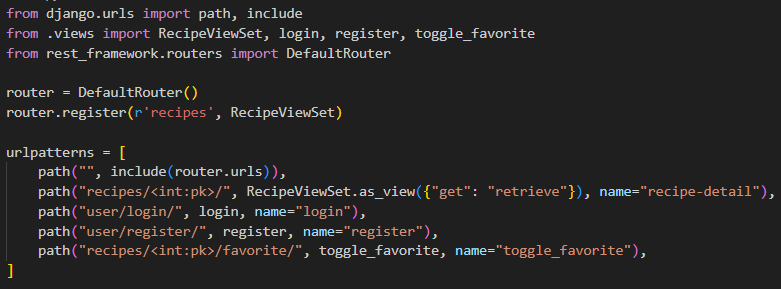 from django.urls import path, include
from .views import RecipeViewSet, login, register, toggle_favorite
from rest_framework.routers import DefaultRouter

router = DefaultRouter()
router.register(r'recipes', RecipeViewSet)

urlpatterns = [
    path("", include(router.urls)),
    path("recipes/<int:pk>/", RecipeViewSet.as_view({"get": "retrieve"}), name="recipe-detail"),
    path("user/login/", login, name="login"),
    path("user/register/", register, name="register"),
    path("recipes/<int:pk>/favorite/", toggle_favorite, name="toggle_favorite"),
]